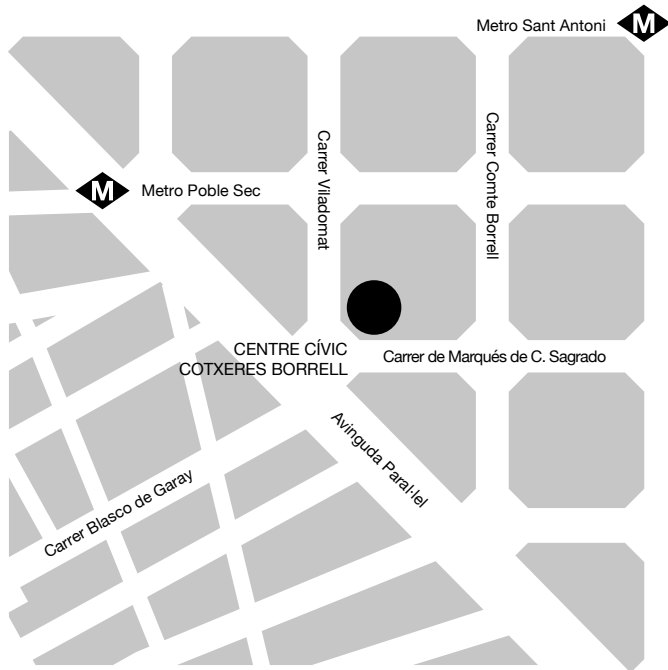 Metro Sant Antoni M
Carrer Viladomat
Carrer Comte Borrell
M Metro Poble Sec
CENTRE CÍVIC
COTXERES BORRELL
Carrer de Marqués de C. Sagrado
Avinguda Paral·lel
Carrer Blasco de Garay